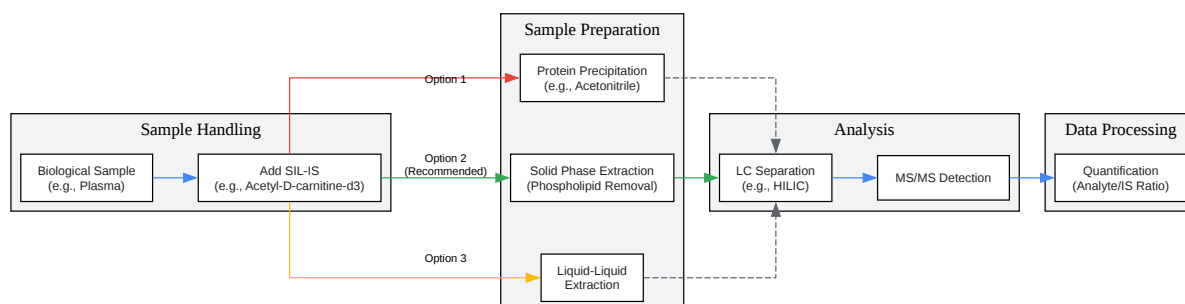 Sample Preparation
Protein Precipitation
(e.g., Acetonitrile)
Option 1
Sample Handling
Biological Sample
(e.g., Plasma)
Add SIL-IS
(e.g., Acetyl-D-carnitine-d3)
Option 2
(Recommended)
Solid Phase Extraction
(Phospholipid Removal)
Analysis
LC Separation
(e.g., HILIC)
MS/MS Detection
Data Processing
Quantification
(Analyte/IS Ratio)
Option 3
Liquid-Liquid
Extraction